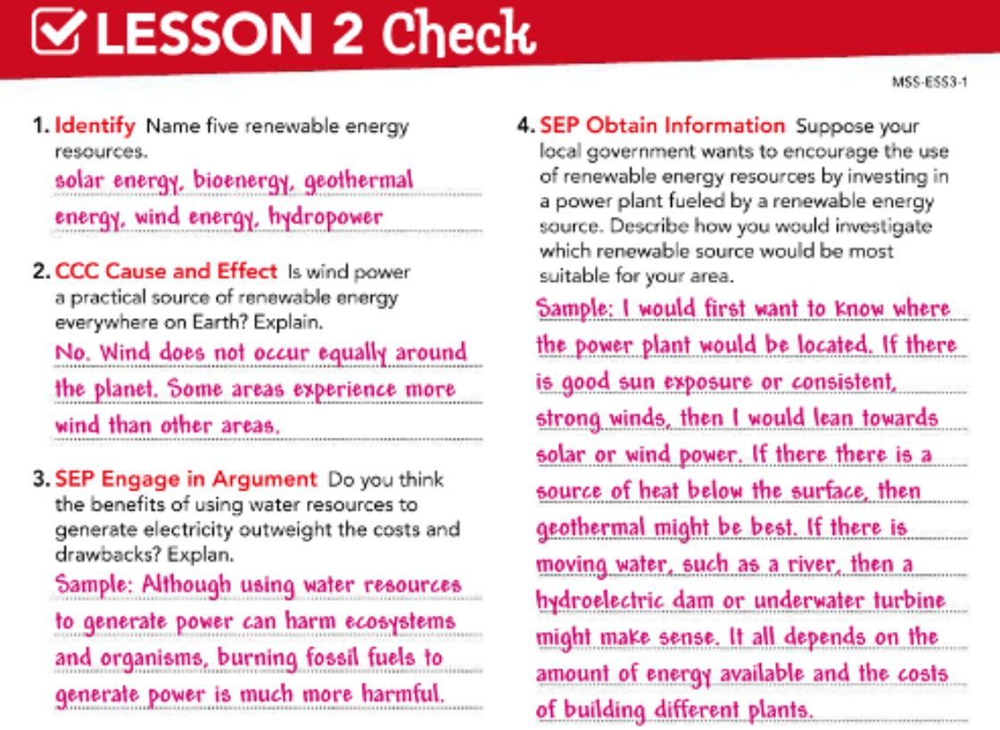 LESSON 2 Check
MSS-ESS3-1
1. Identify Name five renewable energy
resources.
solar energy, bioenergy, geothermal
energy, wind energy, hydropower
2. CCC Cause and Effect Is wind power
a practical source of renewable energy
everywhere on Earth? Explain.
No. Wind does not occur equally around
the planet. Some areas experience more
wind than other areas.
3. SEP Engage in Argument Do you think
the benefits of using water resources to
generate electricity outweight the costs and
drawbacks? Explan.
Sample: Although using water resources
to generate power can harm ecosystems
and organisms, burning fossil fuels to
generate power is much more harmful.
4. SEP Obtain Information Suppose your
local government wants to encourage the use
of renewable energy resources by investing in
a power plant fueled by a renewable energy
source. Describe how you would investigate
which renewable source would be most
suitable for your area.
Sample: I would first want to know where
the power plant would be located. If there
is good sun exposure or consistent,
strong winds, then I would lean towards
solar or wind power. If there there is a
source of heat below the surface, then
geothermal might be best. If there is
moving water, such as a river, then a
hydroelectric dam or underwater turbine
might make sense. It all depends on the
amount of energy available and the costs
of building different plants.